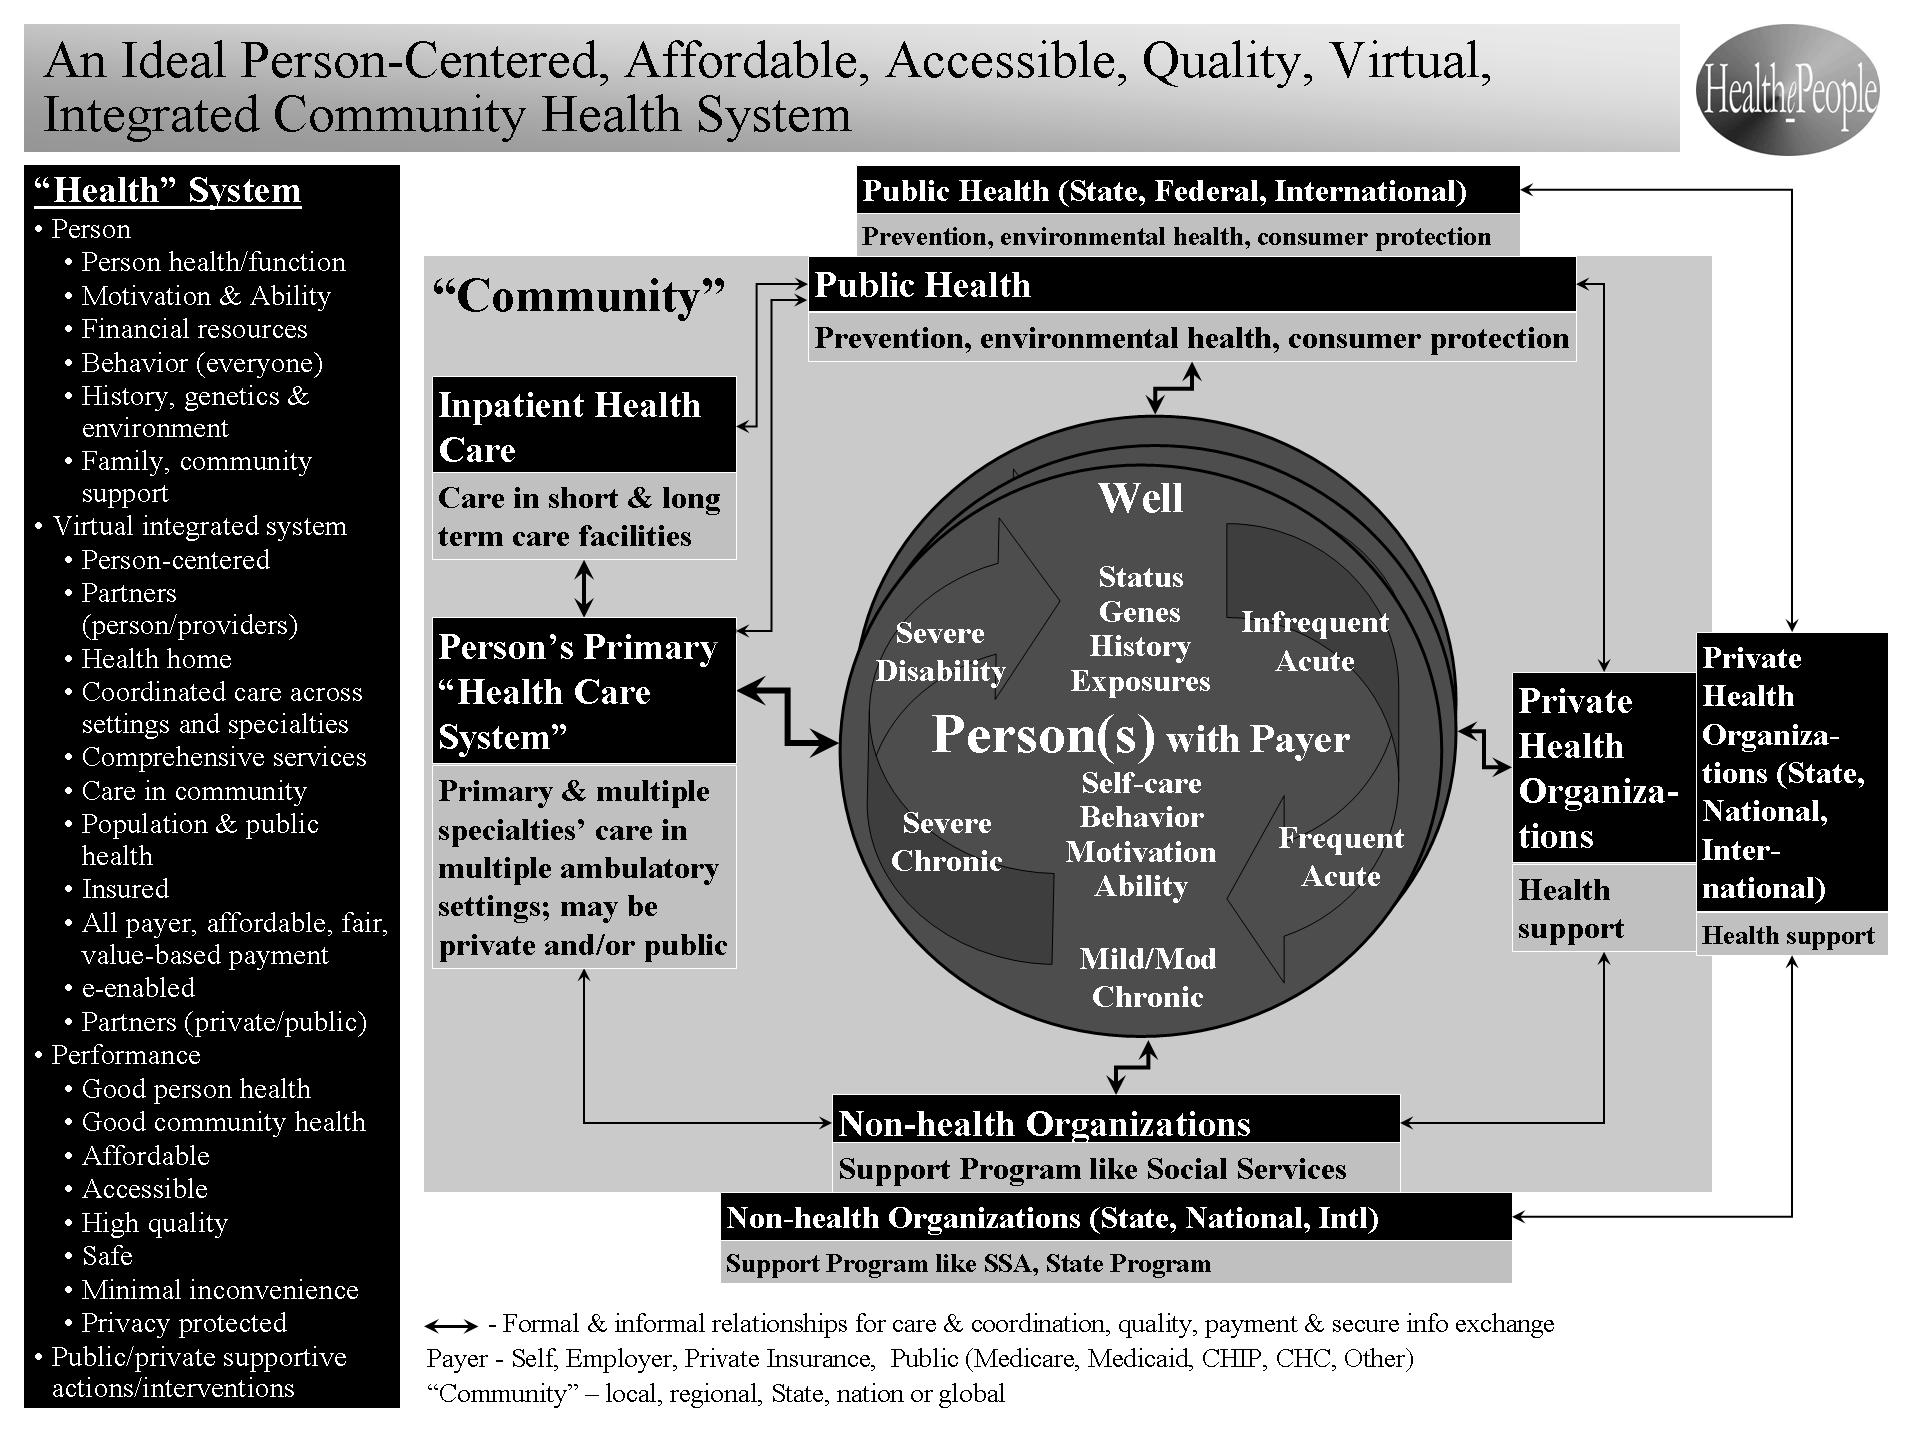 An Ideal Person-Centered, Affordable, Accessible, Quality, Virtual,
Integrated Community Health System
HealthePeople
“Health” System
• Person
• Person health/function
• Motivation & Ability
• Financial resources
• Behavior (everyone)
• History, genetics &
environment
• Family, community
support
• Virtual integrated system
• Person-centered
• Partners
(person/providers)
• Health home
• Coordinated care across
settings and specialties
• Comprehensive services
• Care in community
• Population & public
health
• Insured
• All payer, affordable, fair,
value-based payment
• e-enabled
• Partners (private/public)
• Performance
• Good person health
• Good community health
• Affordable
• Accessible
• High quality
• Safe
• Minimal inconvenience
• Privacy protected
• Public/private supportive
actions/interventions
Public Health (State, Federal, International)
Prevention, environmental health, consumer protection
“Community”
Public Health
Prevention, environmental health, consumer protection
Inpatient Health
Care
Care in short & long
term care facilities
Person’s Primary
“Health Care
System”
Primary & multiple
specialties’ care in
multiple ambulatory
settings; may be
private and/or public
Well
Status
Genes
History
Exposures
Infrequent
Acute
Severe
Disability
Person(s) with Payer
Self-care
Behavior
Motivation
Ability
Severe
Chronic
Frequent
Acute
Mild/Mod
Chronic
Private
Health
Organiza-
tions
Health
support
Private
Health
Organiza-
tions (State,
National,
Inter-
national)
Health support
Non-health Organizations
Support Program like Social Services
Non-health Organizations (State, National, Intl)
Support Program like SSA, State Program
- Formal & informal relationships for care & coordination, quality, payment & secure info exchange
Payer - Self, Employer, Private Insurance, Public (Medicare, Medicaid, CHIP, CHC, Other)
“Community” – local, regional, State, nation or global